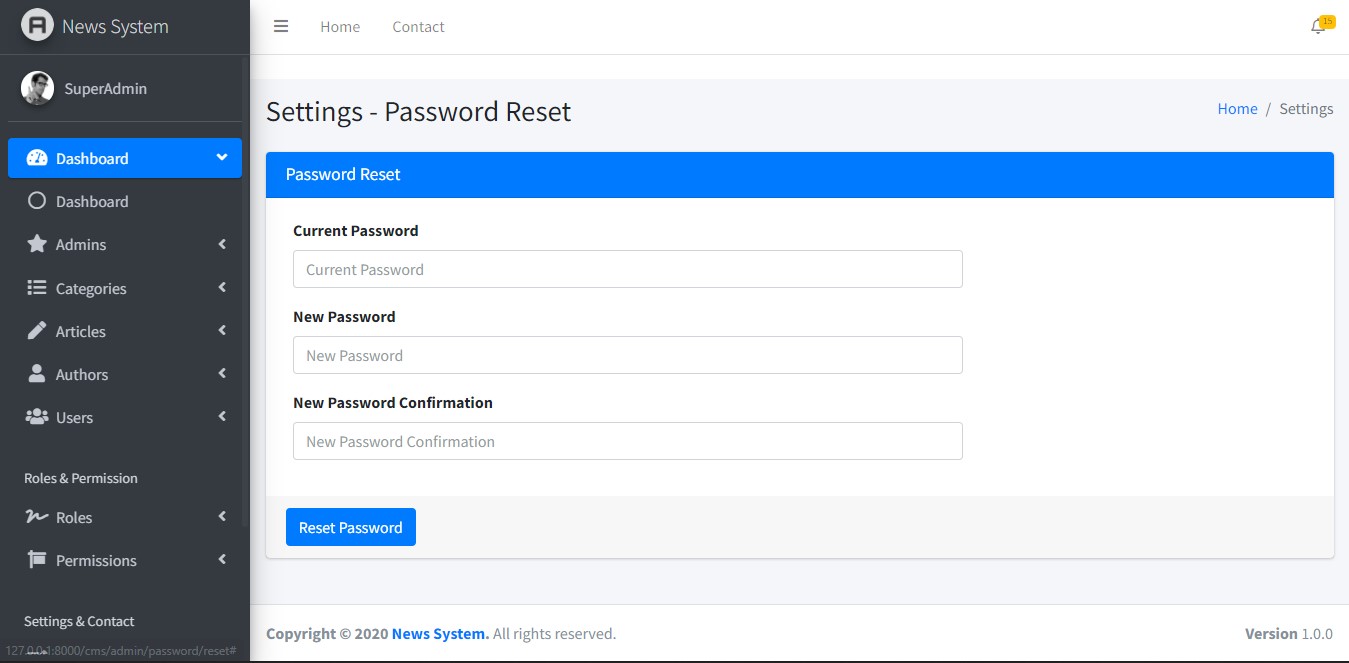 News System
Home Contact
15
SuperAdmin
Settings - Password Reset
Home / Settings
Dashboard
Dashboard
Admins
Categories
Articles
Authors
Users
Roles & Permission
Roles
Permissions
Settings & Contact
127.0.0.1:8000/cms/admin/password/reset#
Password Reset
Current Password
Current Password
New Password
New Password
New Password Confirmation
New Password Confirmation
Reset Password
Copyright © 2020 News System. All rights reserved.
Version 1.0.0